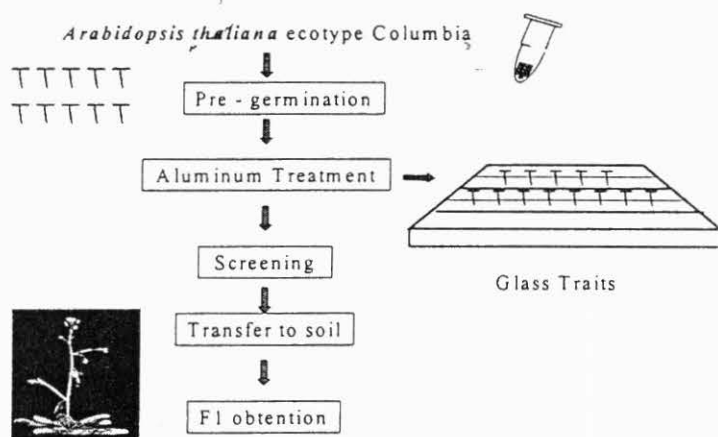 Arabidopsis thaliana ecotype Columbia
Pre - germination
Aluminum Treatment
Screening
Glass Traits
Transfer to soil
F1 obtention